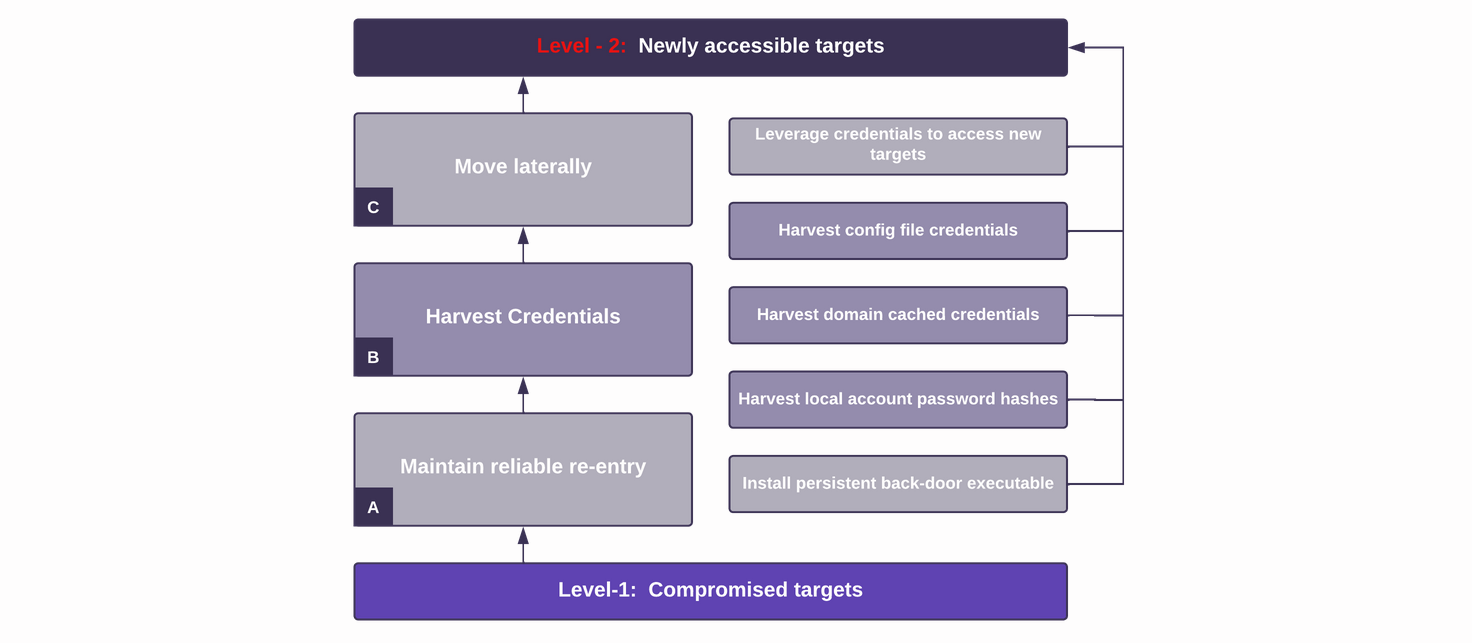 Level - 2: Newly accessible targets
Move laterally
C
Leverage credentials to access new
targets
Harvest config file credentials
Harvest Credentials
B
Harvest domain cached credentials
Harvest local account password hashes
Maintain reliable re-entry
A
Install persistent back-door executable
Level-1: Compromised targets